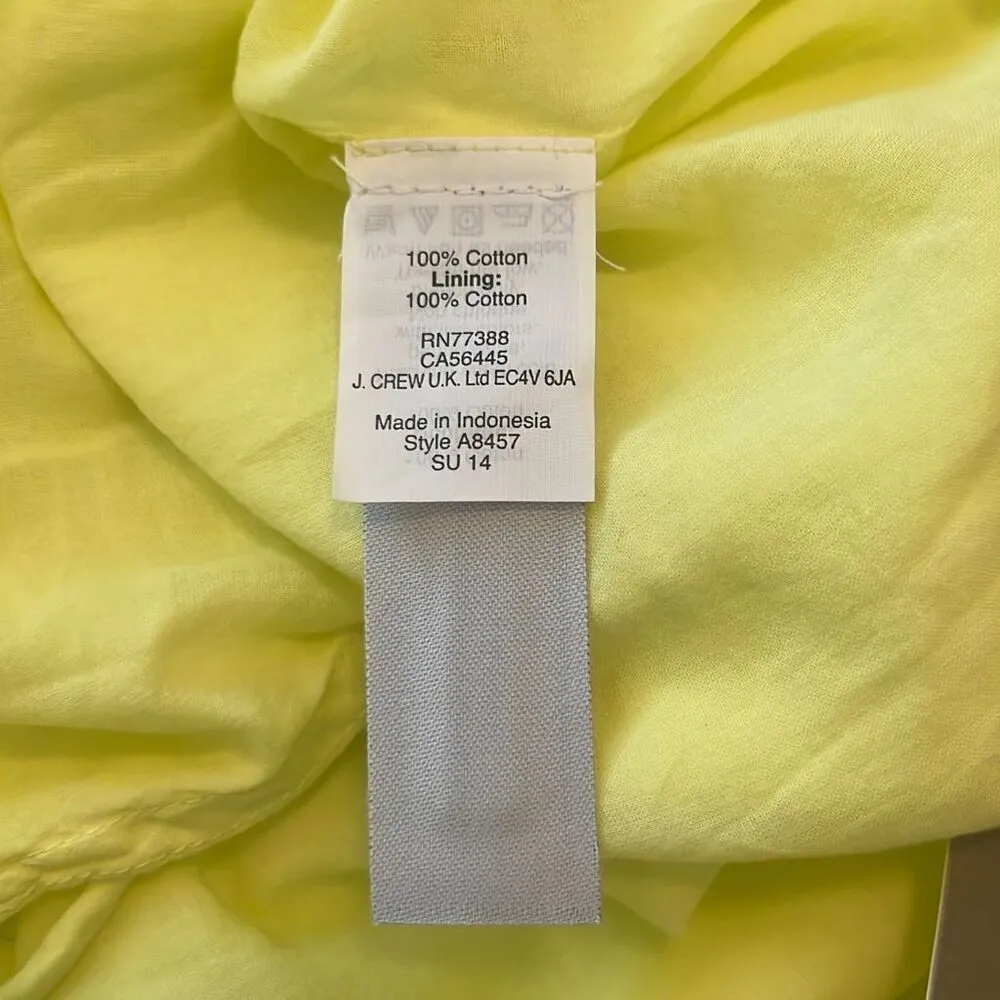 100% Cotton
Lining:
100% Cotton
RN77388
CA56445
J. CREW U.K. Ltd EC4V 6JA
Made in Indonesia
Style A8457
SU 14